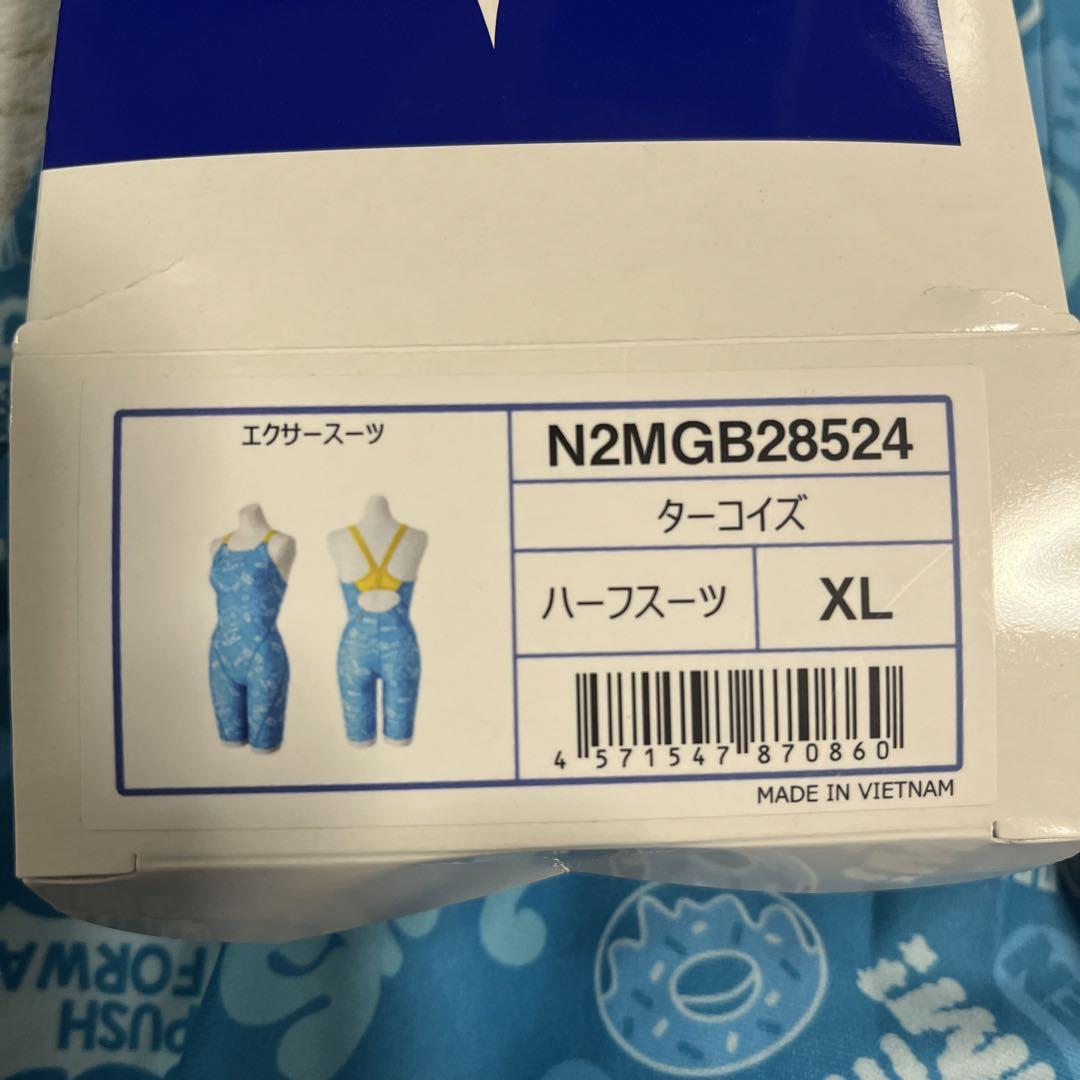 エクサースーツ
N2MGB28524
ターコイズ
ハーフスーツ
XL
4 571547 870860
MADE IN VIETNAM
PUSH
FORWA